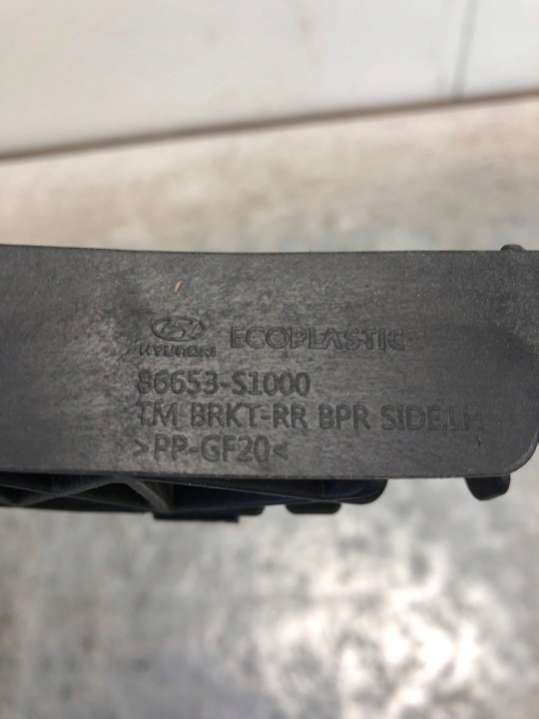 HYUNDAI ECOPLASTIC
86653-S1000
TM BRKT-RR BPR SIDE,LH
>PP-GF20<